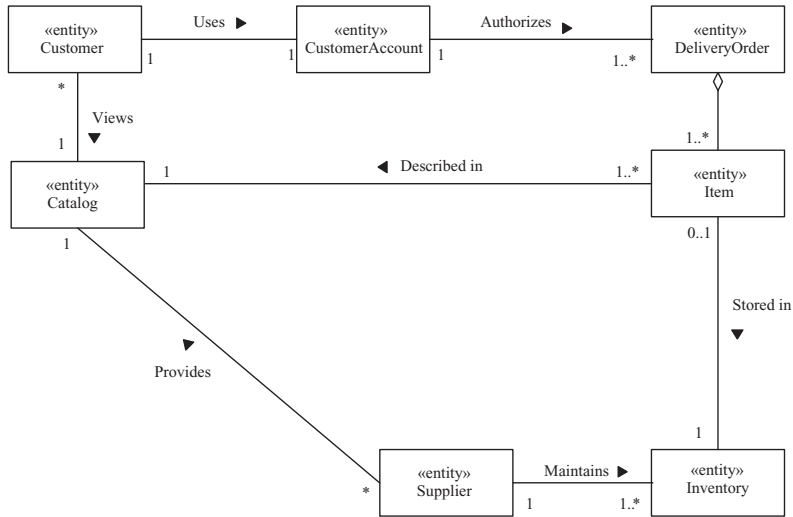 «entity»
Customer
Uses
1
1
«entity»
CustomerAccount
Authorizes
1
1..*
«entity»
DeliveryOrder
*
Views
1
1..*
«entity»
Catalog
1
Described in
1..*
«entity»
Item
1
0..1
Stored in
Provides
1
*
«entity»
Supplier
Maintains
1
1..*
«entity»
Inventory